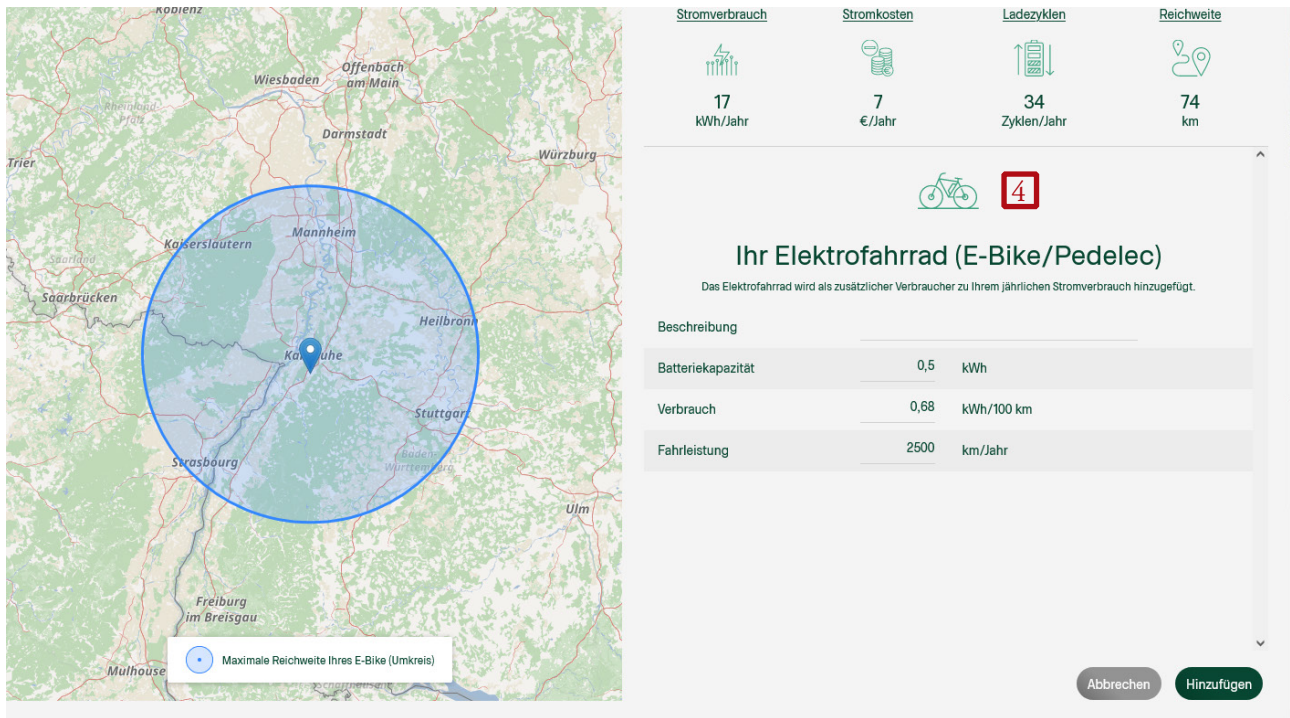 Koblenz
Wiesbaden
Offenbach
am Main
Rheinland-
Pfalz
Darmstadt
Trier
Würzburg
Kaiserslautern
Mannheim
Saarland
Saarbrücken
Heilbronn
Stuttgart
Baden-
Württemberg
Strasbourg
Ulm
Freiburg
im Breisgau
Mulhouse
Schaffhausen
Maximale Reichweite Ihres E-Bike (Umkreis)
Stromverbrauch Stromkosten Ladezyklen Reichweite
17 7 34 74
kWh/Jahr €/Jahr Zyklen/Jahr km
4
Ihr Elektrofahrrad (E-Bike/Pedelec)
Das Elektrofahrrad wird als zusätzlicher Verbraucher zu Ihrem jährlichen Stromverbrauch hinzugefügt.
Beschreibung
Batteriekapazität 0,5 kWh
Verbrauch 0,68 kWh/100 km
Fahrleistung 2500 km/Jahr
Abbrechen Hinzufügen